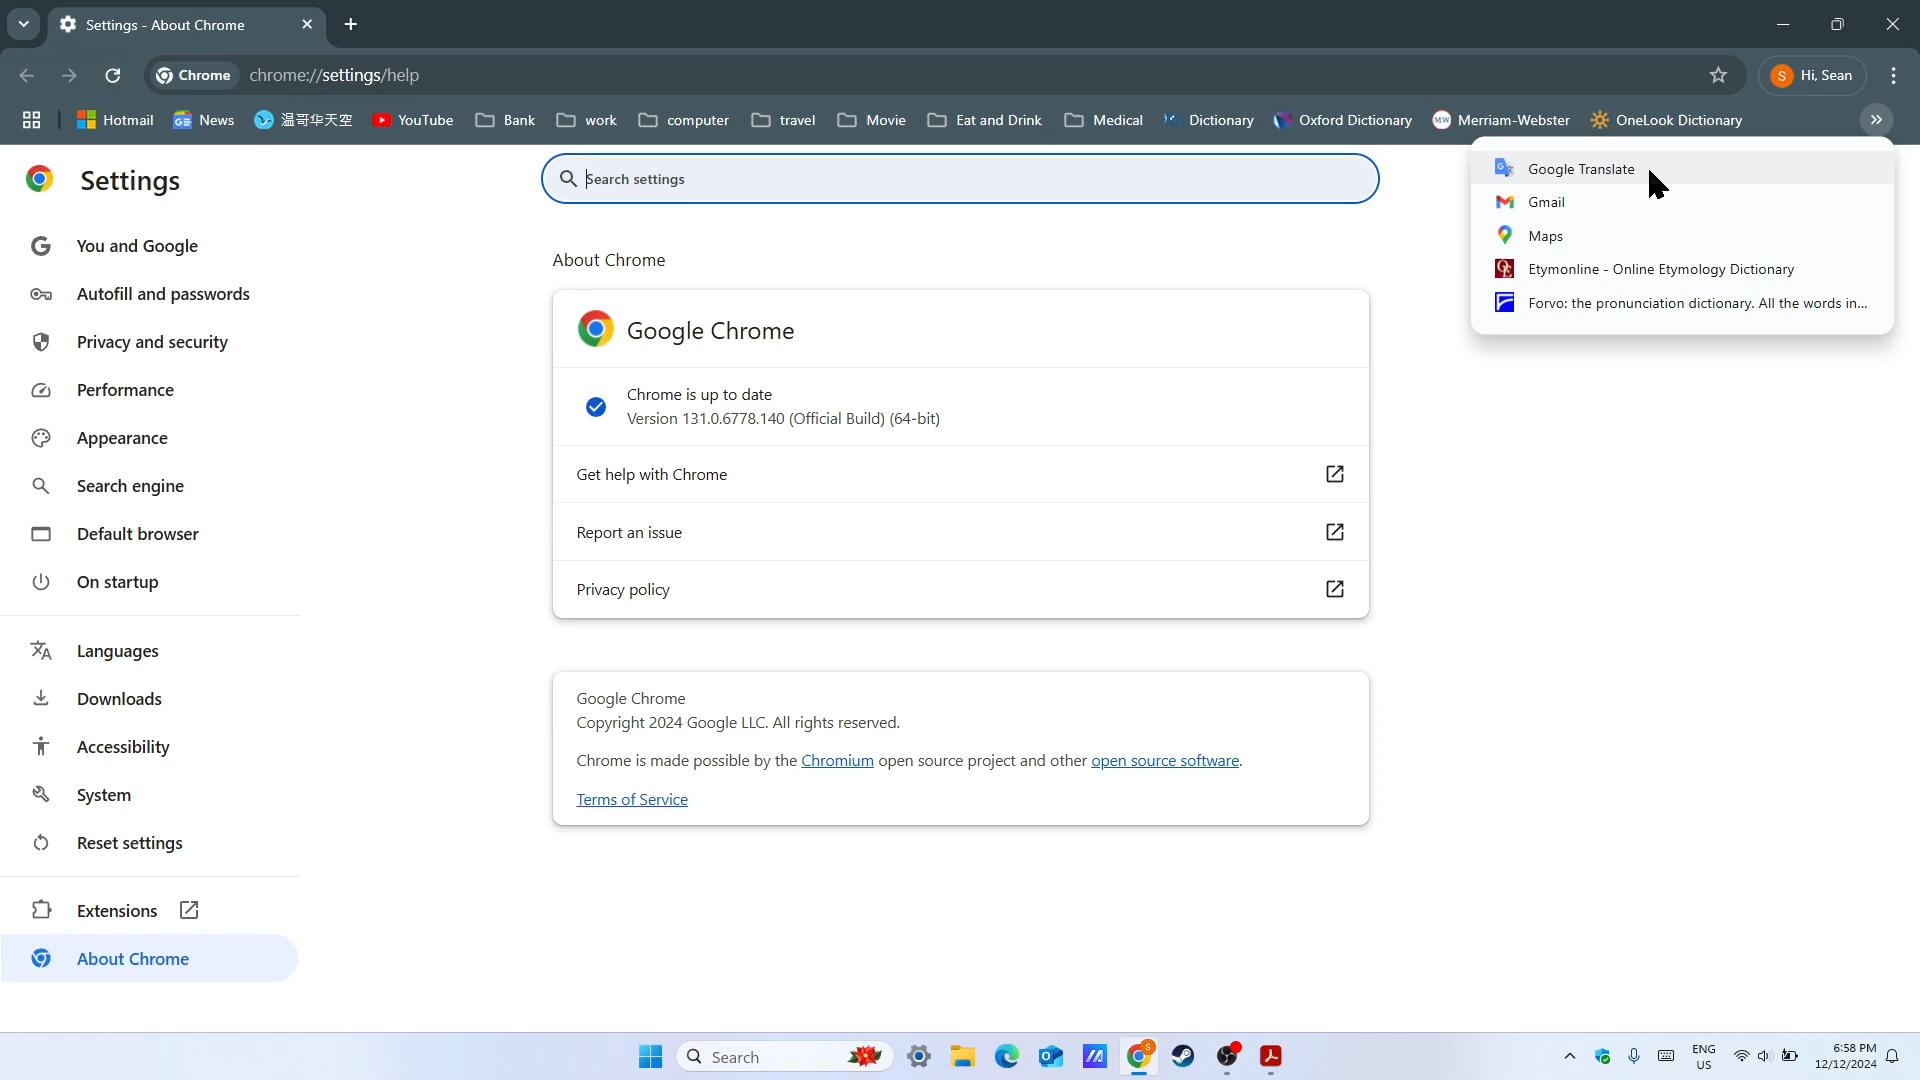 Settings - About Chrome
Chrome chrome://settings/help Hi, Sean
Hotmail News 温哥华天空 YouTube Bank work computer travel Movie Eat and Drink Medical Dictionary Oxford Dictionary Merriam-Webster OneLook Dictionary
Google Translate
Gmail
Maps
Etymonline - Online Etymology Dictionary
Forvo: the pronunciation dictionary. All the words in...
Settings
Search settings
You and Google
Autofill and passwords
Privacy and security
Performance
Appearance
Search engine
Default browser
On startup
Languages
Downloads
Accessibility
System
Reset settings
Extensions
About Chrome
About Chrome
Google Chrome
Chrome is up to date
Version 131.0.6778.140 (Official Build) (64-bit)
Get help with Chrome
Report an issue
Privacy policy
Google Chrome
Copyright 2024 Google LLC. All rights reserved.
Chrome is made possible by the Chromium open source project and other open source software.
Terms of Service
Search
ENG
US
6:58 PM
12/12/2024